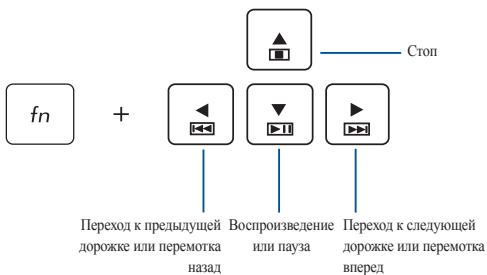 Стоп
fn
+
Переход к предыдущей
дорожке или перемотка
назад
Воспроизведение
или пауза
Переход к следующей
дорожке или перемотка
вперед